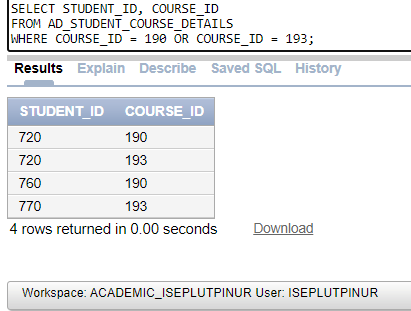 SELECT STUDENT_ID, COURSE_ID
FROM AD_STUDENT_COURSE_DETAILS
WHERE COURSE_ID = 190 OR COURSE_ID = 193;
Results Explain Describe Saved SQL History
STUDENT_ID COURSE_ID
720 190
720 193
760 190
770 193
4 rows returned in 0.00 seconds Download
Workspace: ACADEMIC_ISEPLUTPINUR User: ISEPLUTPINUR